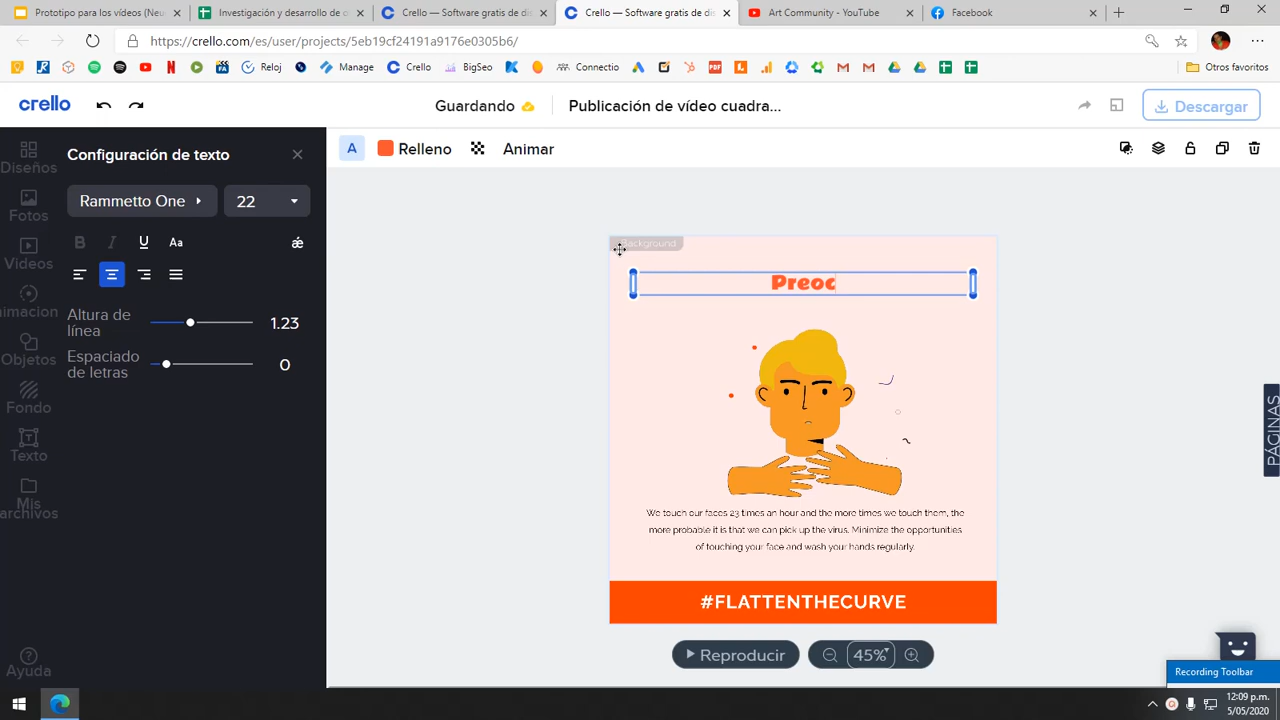 Prototipo para los vídeos (Neu
Investigación y desarrollo de
Crello — Software gratis de dis
Crello — Software gratis de dis
Art Community - YouTube
Facebook
https://crello.com/es/user/projects/5eb19cf24191a9176e0305b6/
Reloj
Manage
Crello
BigSeo
Connectio
Otros favoritos
crello
Guardando
Publicación de vídeo cuadra...
Descargar
Diseños
Fotos
Videos
nimacion
Objetos
Fondo
Texto
Mis
archivos
Ayuda
Configuración de texto
Rammetto One
22
B I U Aa æ
Altura de
línea
1.23
Espaciado
de letras
0
A
Relleno
Animar
Background
Preoc
We touch our faces 23 times an hour and the more times we touch them, the
more probable it is that we can pick up the virus. Minimize the opportunities
of touching your face and wash your hands regularly.
#FLATTENTHECURVE
Reproducir
45%
PÁGINAS
Recording Toolbar
12:09 p.m.
5/05/2020